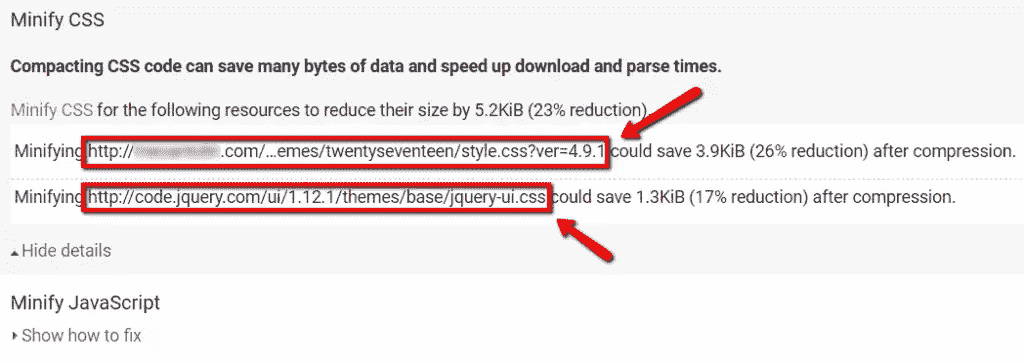 Minify CSS
Compacting CSS code can save many bytes of data and speed up download and parse times.
Minify CSS for the following resources to reduce their size by 5.2KiB (23% reduction)
Minifying http:// .com/...emes/twentyseventeen/style.css?ver=4.9.1 could save 3.9KiB (26% reduction) after compression.
Minifying http://code.jquery.com/ui/1.12.1/themes/base/jquery-ui.css could save 1.3KiB (17% reduction) after compression.
Hide details
Minify JavaScript
Show how to fix